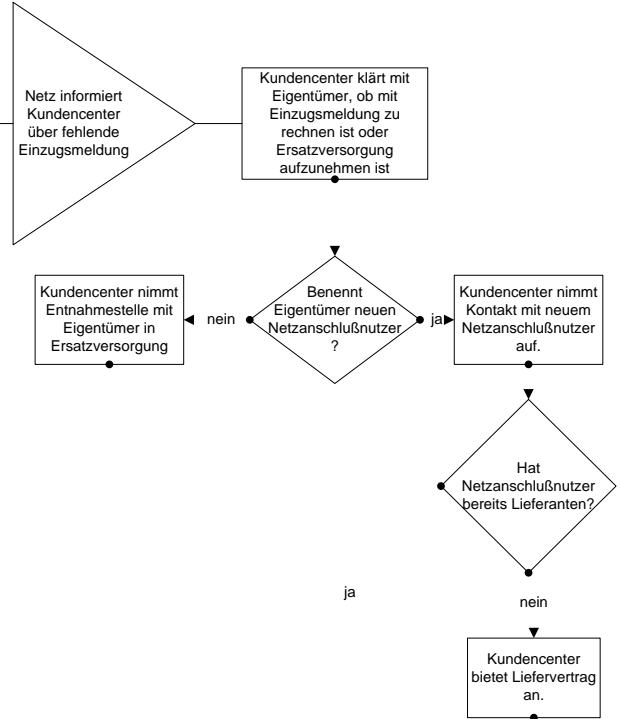 Netz informiert
Kundencenter
über fehlende
Einzugsmeldung
Kundencenter klärt mit
Eigentümer, ob mit
Einzugsmeldung zu
rechnen ist oder
Ersatzversorgung
aufzunehmen ist
Kundencenter nimmt
Entnahmestelle mit
Eigentümer in
Ersatzversorgung
nein
Benennt
Eigentümer neuen
Netzanschlußnutzer
?
ja
Kundencenter nimmt
Kontakt mit neuem
Netzanschlußnutzer
auf.
Hat
Netzanschlußnutzer
bereits Lieferanten?
ja
nein
Kundencenter
bietet Liefervertrag
an.